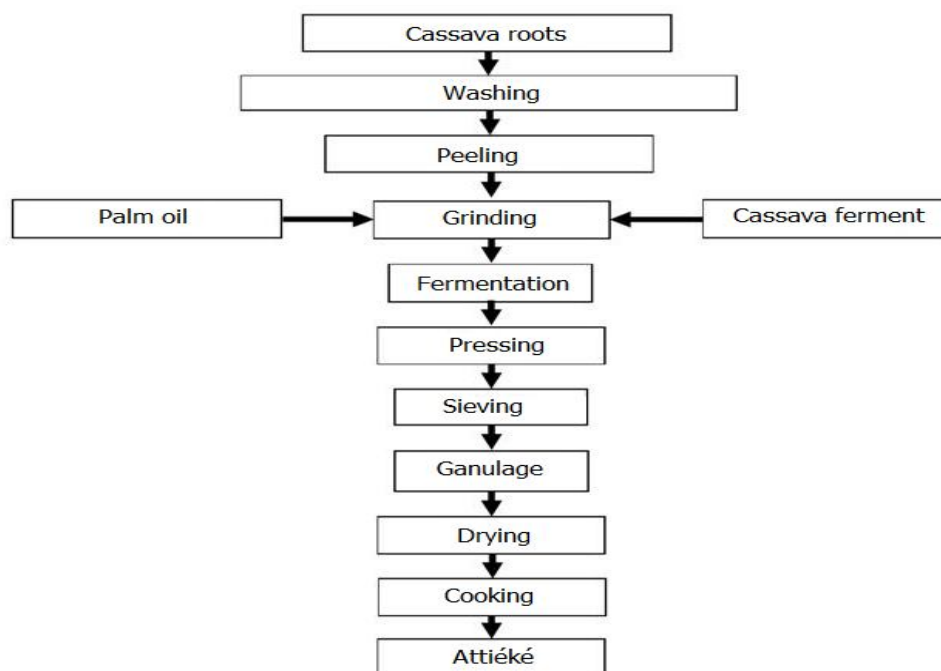 Cassava roots
Washing
Peeling
Palm oil
Grinding
Cassava ferment
Fermentation
Pressing
Sieving
Ganulage
Drying
Cooking
Attiéké